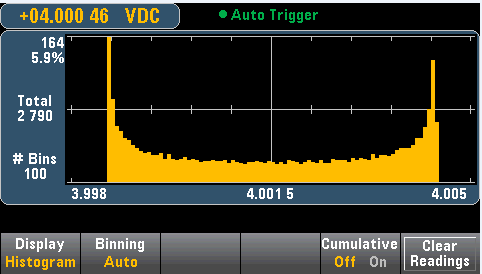 +04.000 46 VDC
Auto Trigger
164
5.9%
Total
2 790
# Bins
100
3.998 4.001 5 4.005
Display
Histogram
Binning
Auto
Cumulative
Off On
Clear
Readings